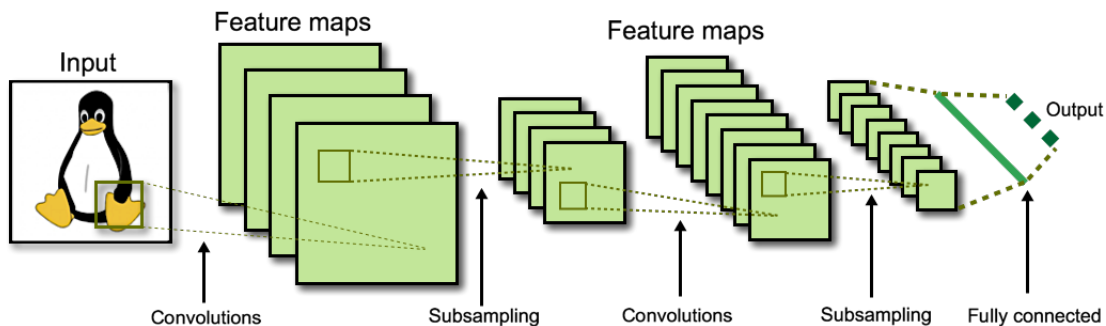 Feature maps
Feature maps
Input
Output
Convolutions
Subsampling
Convolutions
Subsampling
Fully connected